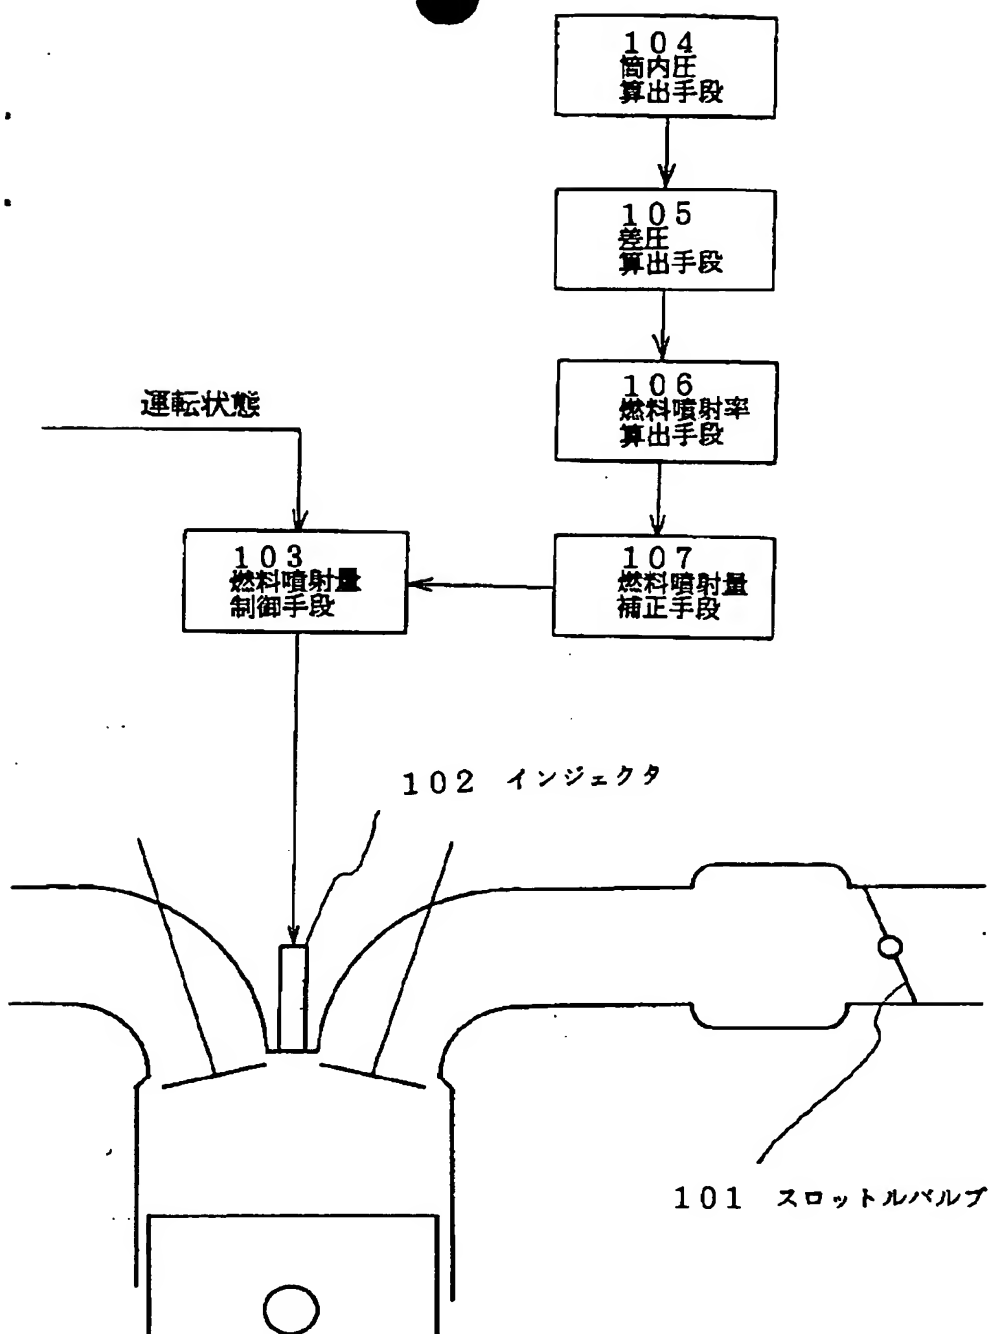 104
筒内圧
算出手段
105
差圧
算出手段
106
燃料噴射率
算出手段
運転状態
103
燃料噴射量
制御手段
107
燃料噴射量
補正手段
102 インジェクタ
101 スロットルバルブ